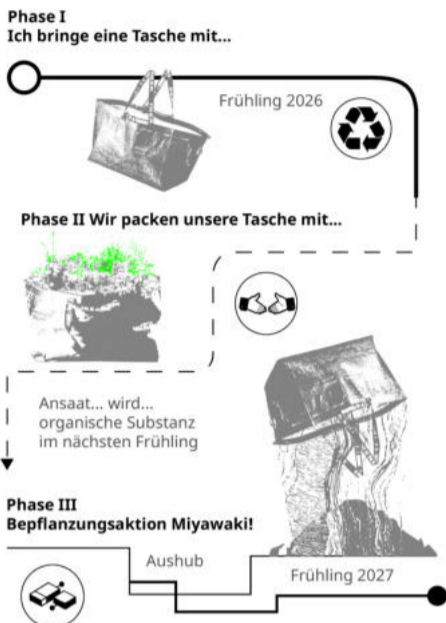 Phase I
Ich bringe eine Tasche mit...
Frühling 2026
Phase II Wir packen unsere Tasche mit...
Ansaat... wird...
organische Substanz
im nächsten Frühling
Phase III
Bepflanzungsaktion Miyawaki!
Aushub
Frühling 2027